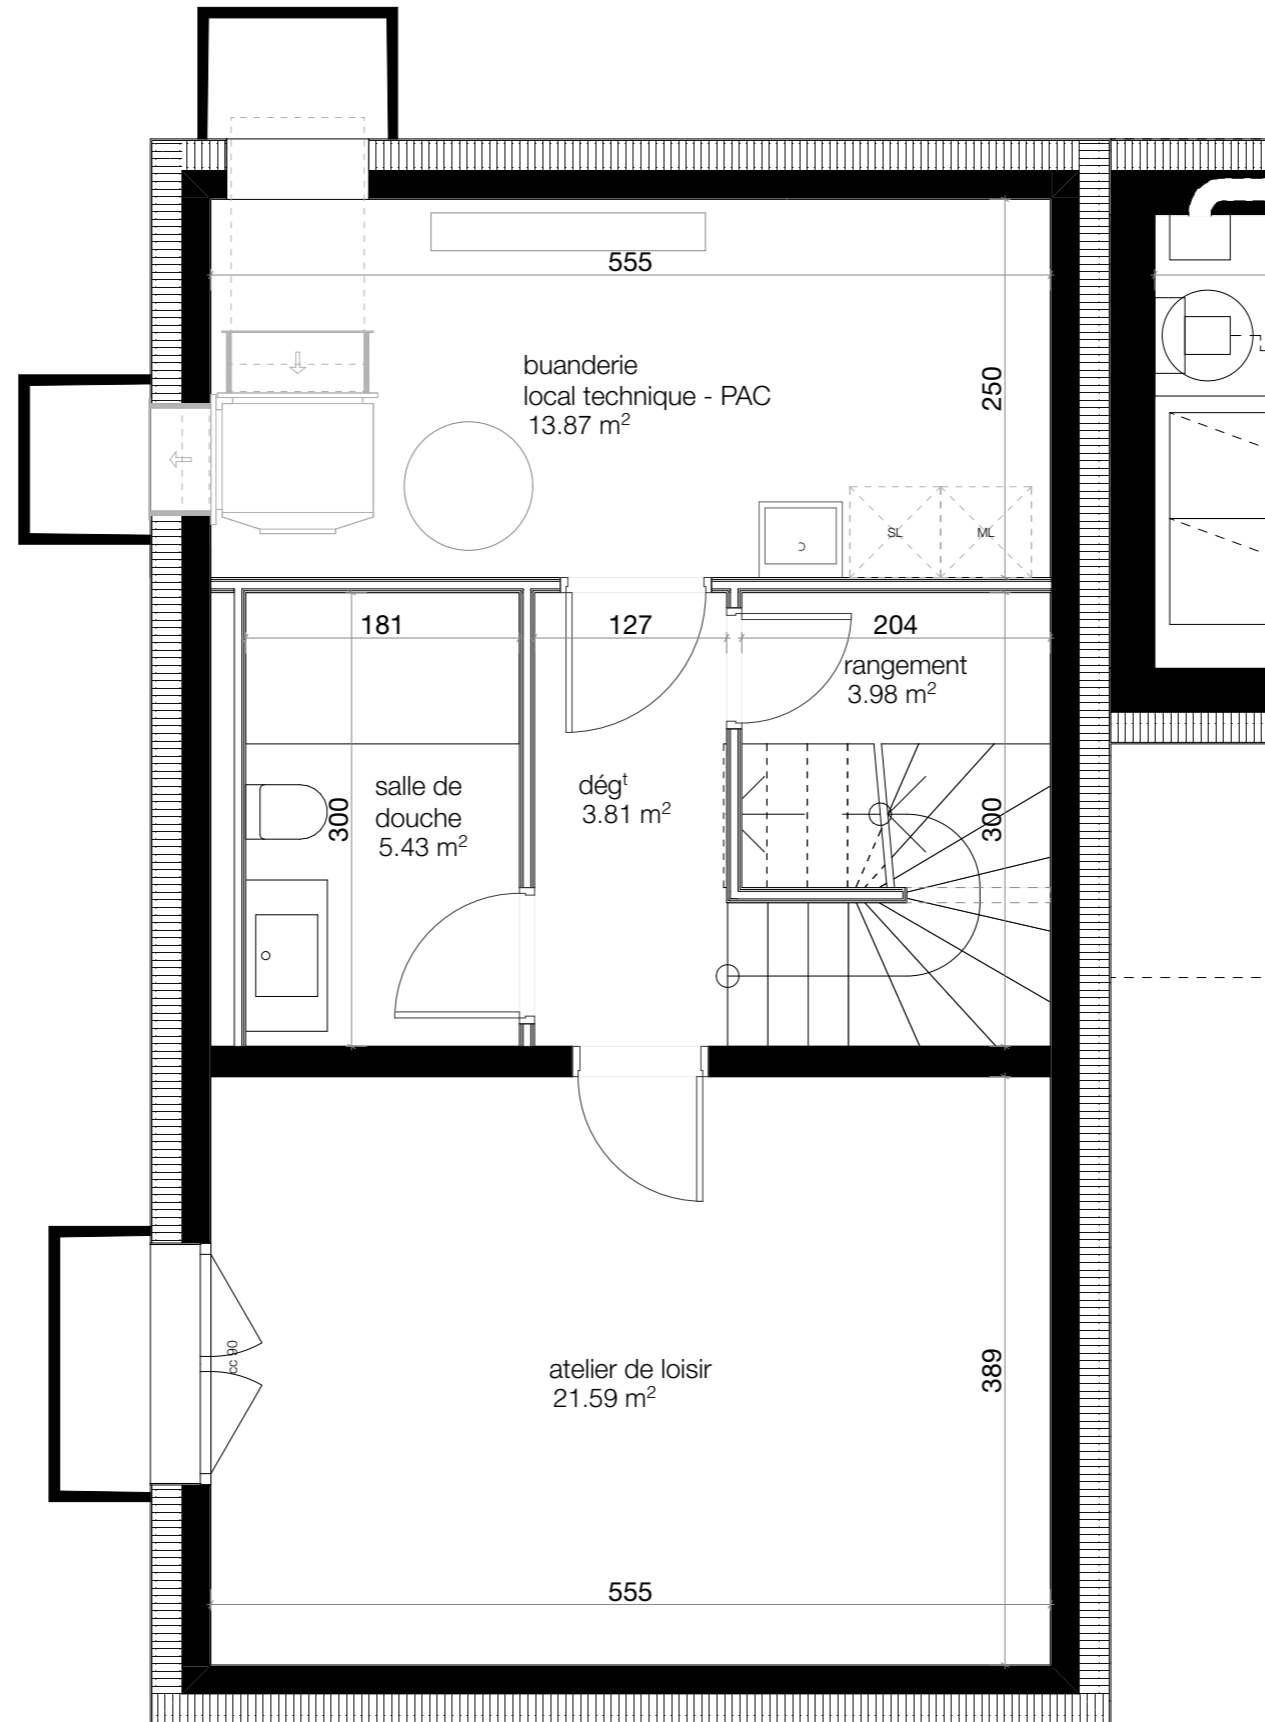 555
buanderie
local technique - PAC
13.87 m²
250
SL
ML
181
127
204
rangement
3.98 m²
salle de
douche
5.43 m²
300
dégᵗ
3.81 m²
300
cc 90
atelier de loisir
21.59 m²
389
555